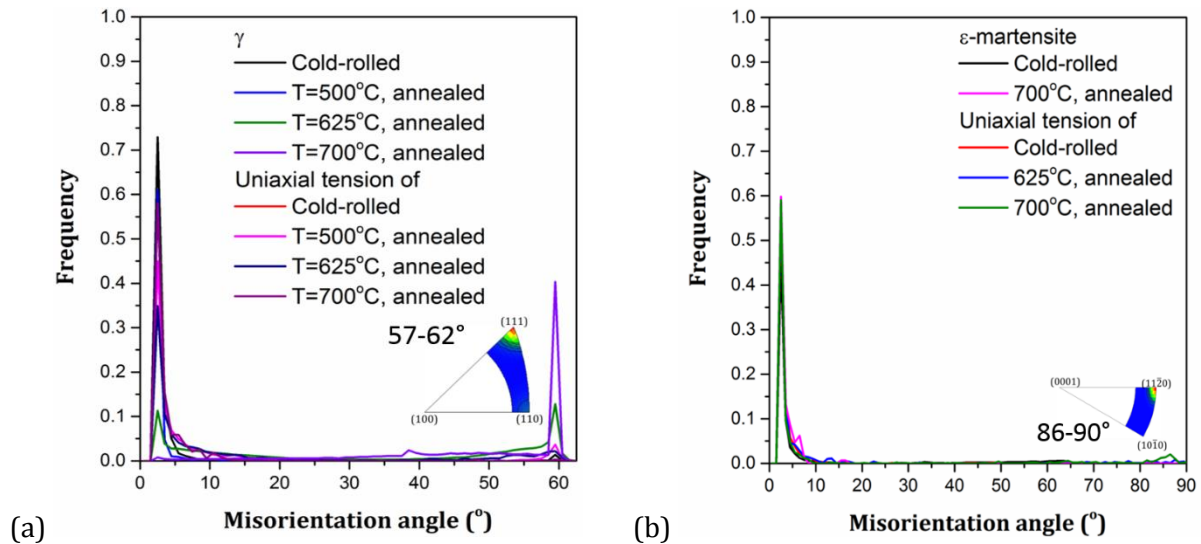 1.0
0.9
0.8
0.7
0.6
0.5
0.4
0.3
0.2
0.1
0.0
Frequency
γ
Cold-rolled
T=500°C, annealed
T=625°C, annealed
T=700°C, annealed
Uniaxial tension of
Cold-rolled
T=500°C, annealed
T=625°C, annealed
T=700°C, annealed
57-62°
(111)
(100)
(110)
0 10 20 30 40 50 60
Misorientation angle (°)
(a)
1.0
0.9
0.8
0.7
0.6
0.5
0.4
0.3
0.2
0.1
0.0
Frequency
ε-martensite
Cold-rolled
700°C, annealed
Uniaxial tension of
Cold-rolled
625°C, annealed
700°C, annealed
(0001)
(112̅0)
86-90°
(101̅0)
0 10 20 30 40 50 60 70 80 90
Misorientation angle (°)
(b)